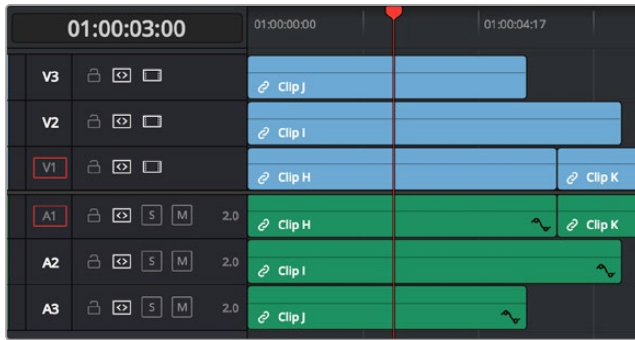 01:00:03:00
01:00:00:00
01:00:04:17
V3
Clip J
V2
Clip I
V1
Clip H
Clip K
A1
S
M
2.0
Clip H
Clip K
A2
S
M
2.0
Clip I
A3
S
M
2.0
Clip J